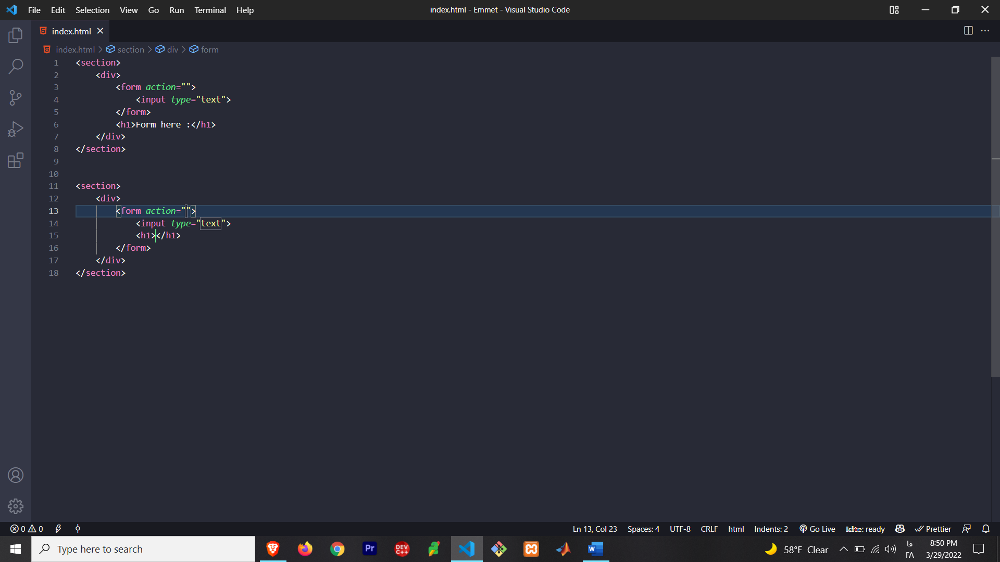 File Edit Selection View Go Run Terminal Help
index.html - Emmet - Visual Studio Code
index.html
index.html > section > div > form
1 <section>
2 <div>
3 <form action="">
4 <input type="text">
5 </form>
6 <h1>Form here :</h1>
7 </div>
8 </section>
9
10
11 <section>
12 <div>
13 <form action="">
14 <input type="text">
15 <h1></h1>
16 </form>
17 </div>
18 </section>
0 0 Ln 13, Col 23 Spaces: 4 UTF-8 CRLF html Indents: 2 Go Live kite: ready Prettier
Type here to search
Pr
DEV C++
W
58°F Clear
فا
FA
8:50 PM
3/29/2022